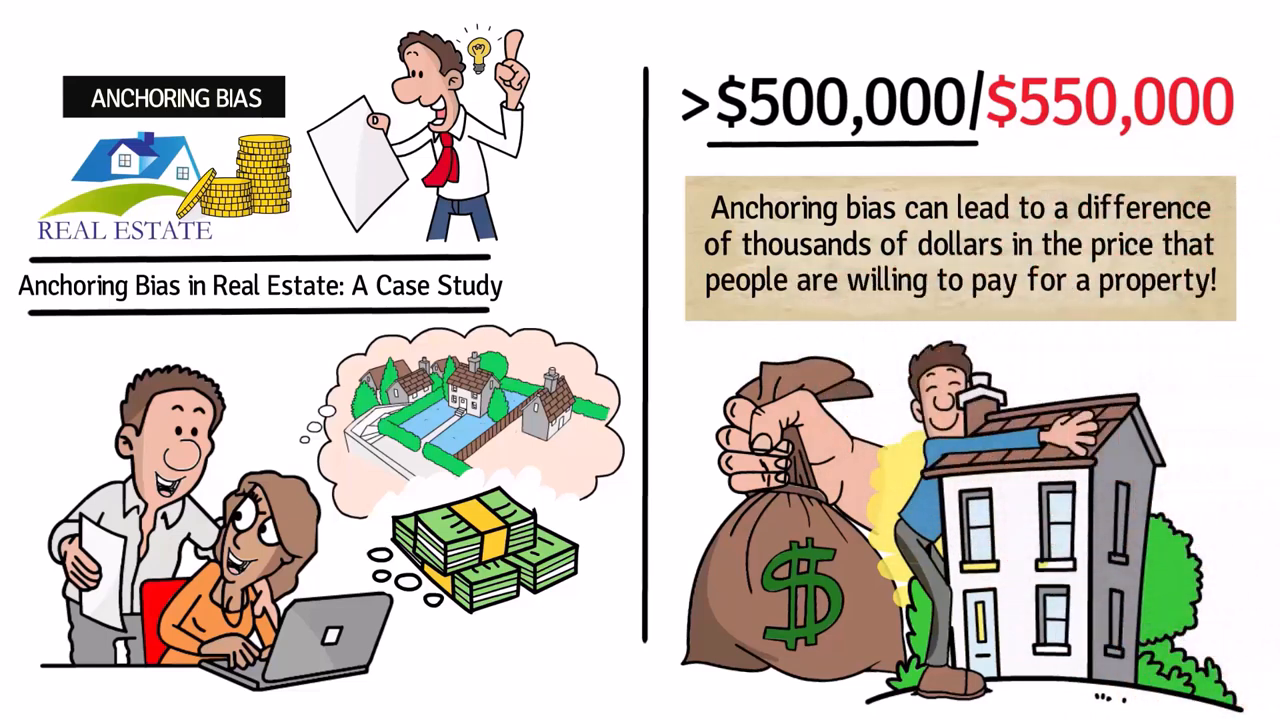 ANCHORING BIAS
REAL ESTATE
Anchoring Bias in Real Estate: A Case Study
>$500,000/$550,000
Anchoring bias can lead to a difference
of thousands of dollars in the price that
people are willing to pay for a property!
$